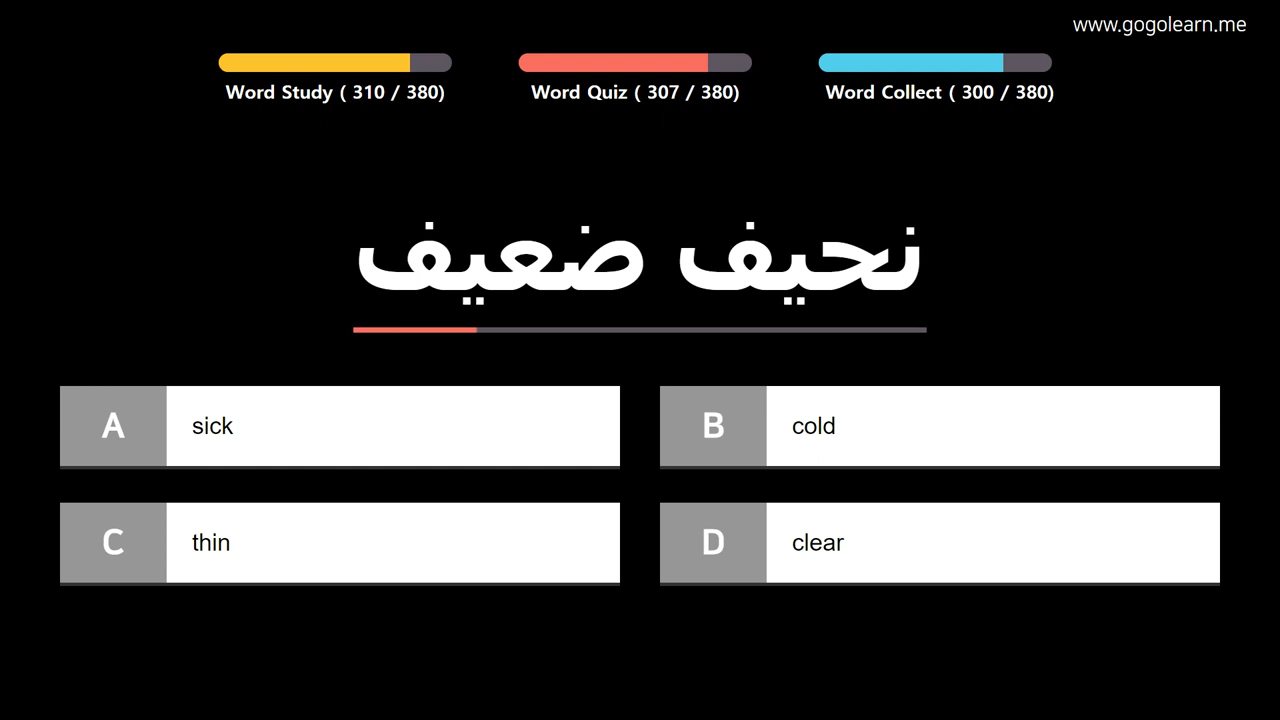 www.gogolearn.me
Word Study ( 310 / 380)
Word Quiz ( 307 / 380)
Word Collect ( 300 / 380)
نحيف ضعيف
A sick
B cold
C thin
D clear